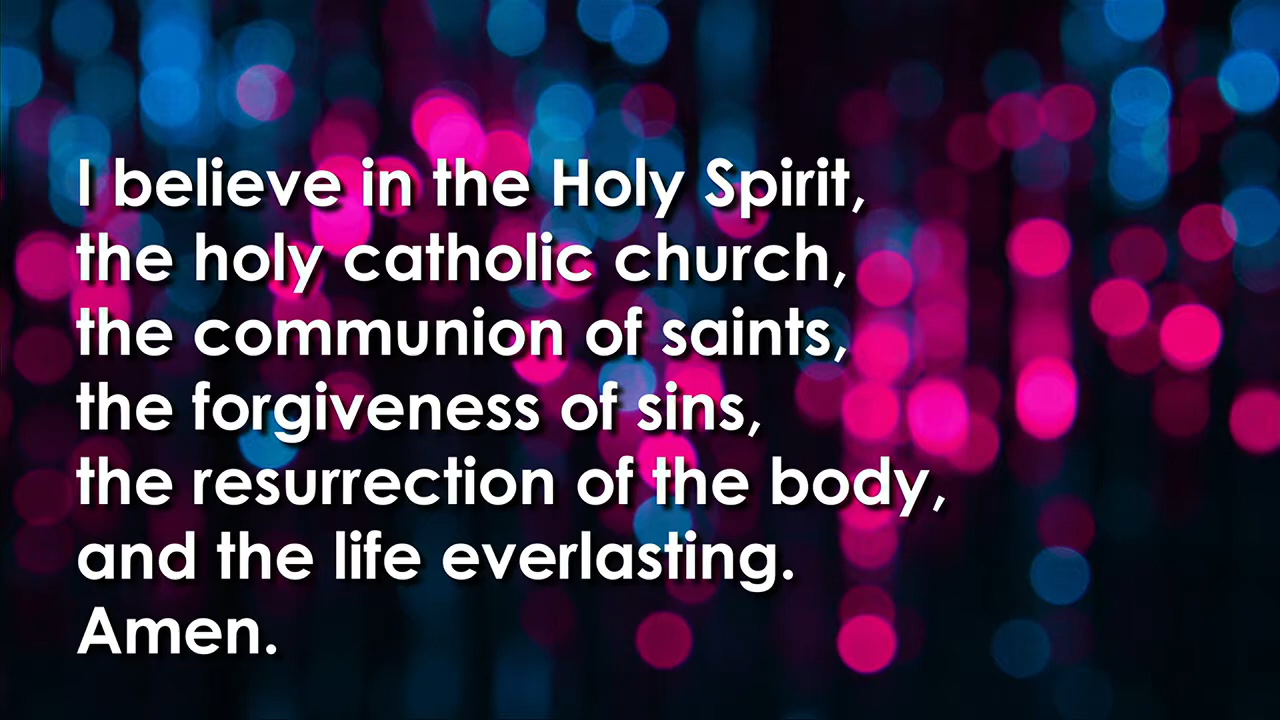 I believe in the Holy Spirit,
the holy catholic church,
the communion of saints,
the forgiveness of sins,
the resurrection of the body,
and the life everlasting.
Amen.